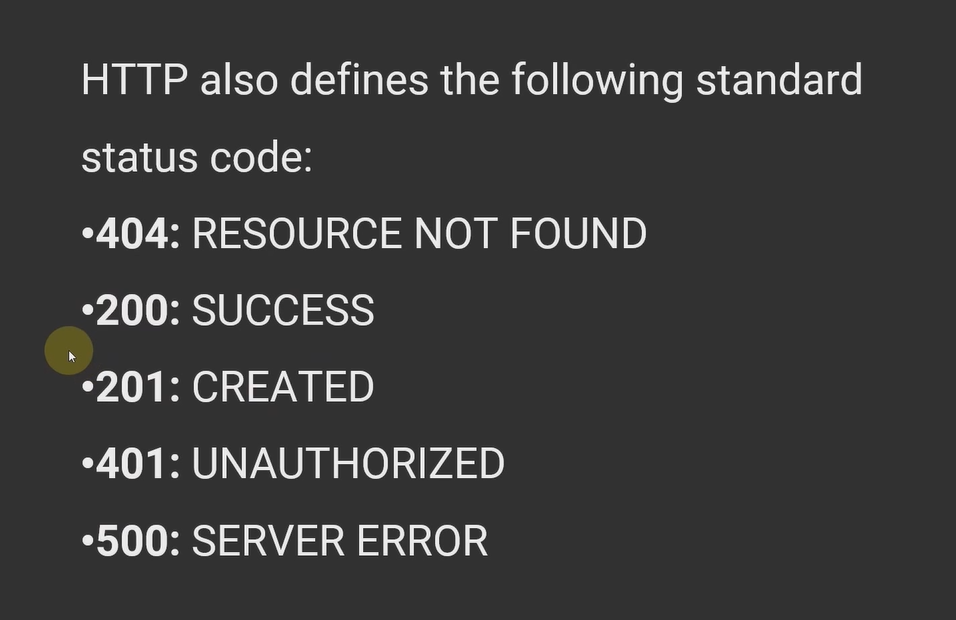 HTTP also defines the following standard
status code:
•404: RESOURCE NOT FOUND
•200: SUCCESS
•201: CREATED
•401: UNAUTHORIZED
•500: SERVER ERROR